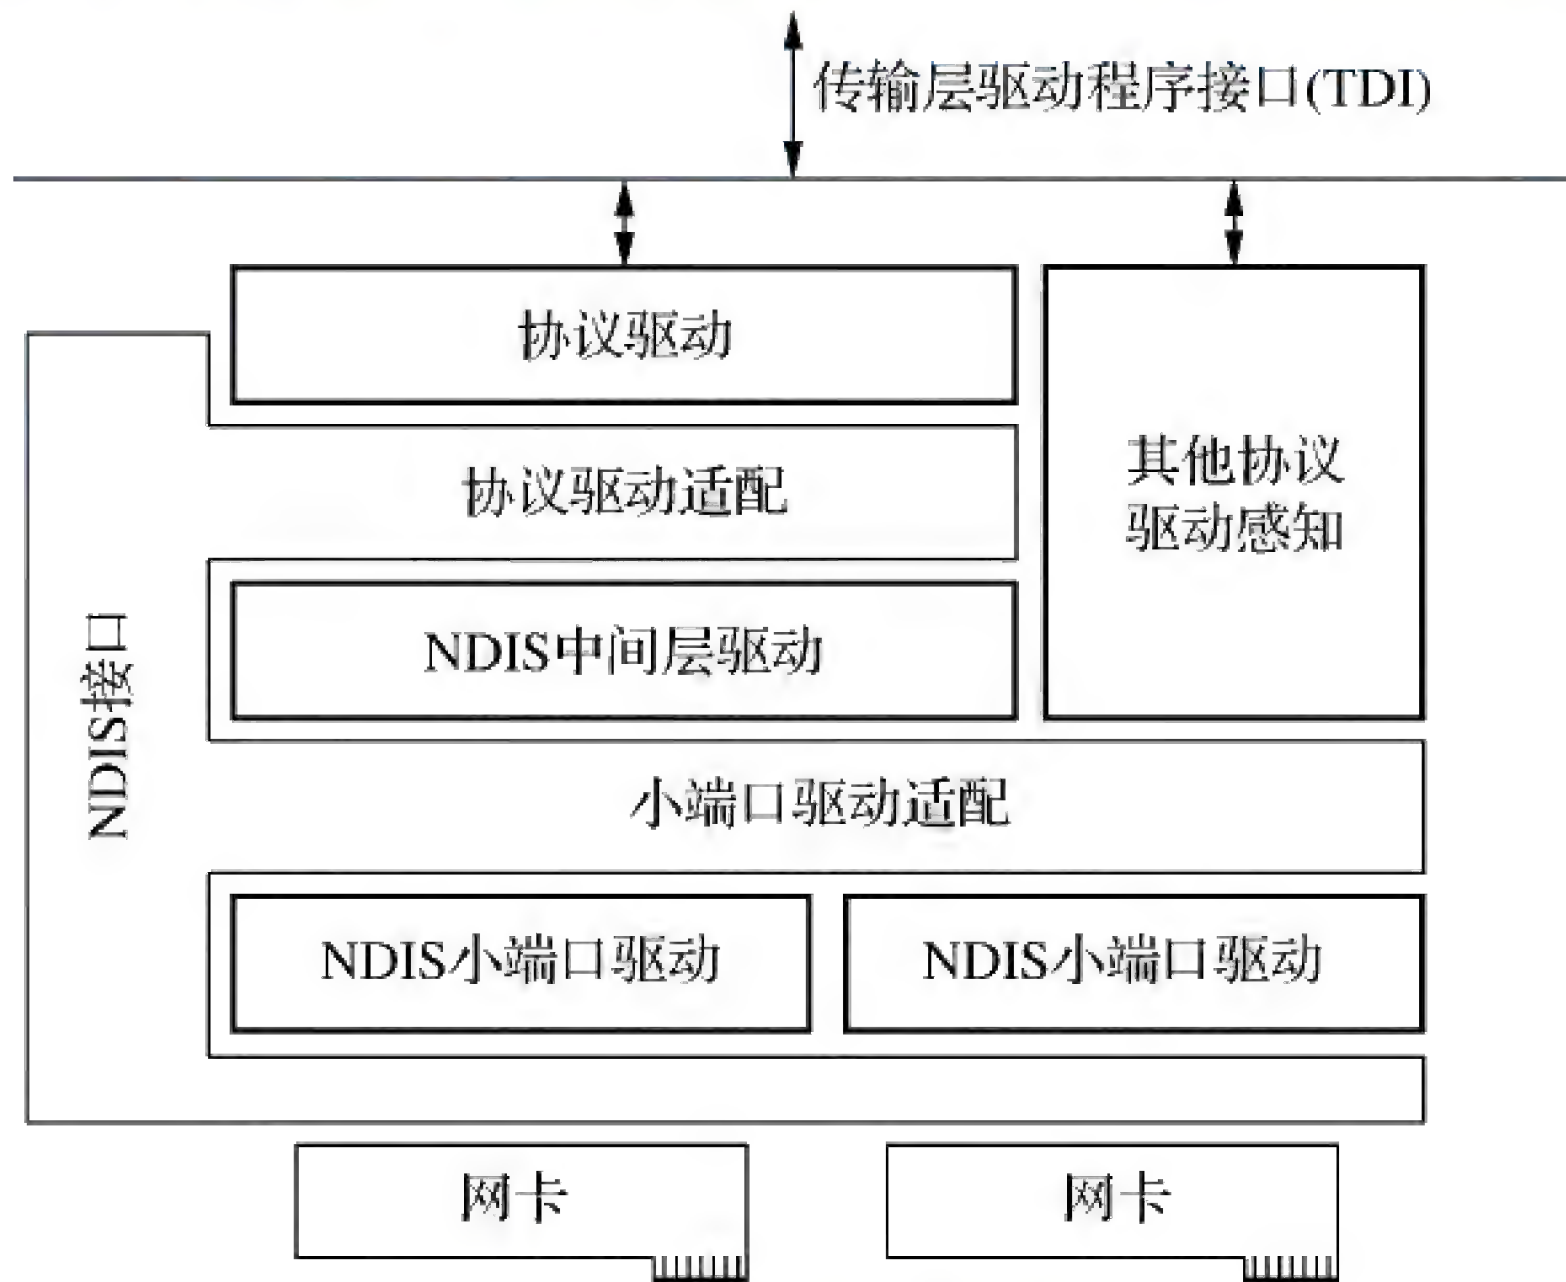 传输层驱动程序接口(TDI)
协议驱动
协议驱动适配
其他协议
驱动感知
NDIS中间层驱动
NDIS接口
小端口驱动适配
NDIS小端口驱动
NDIS小端口驱动
网卡
网卡